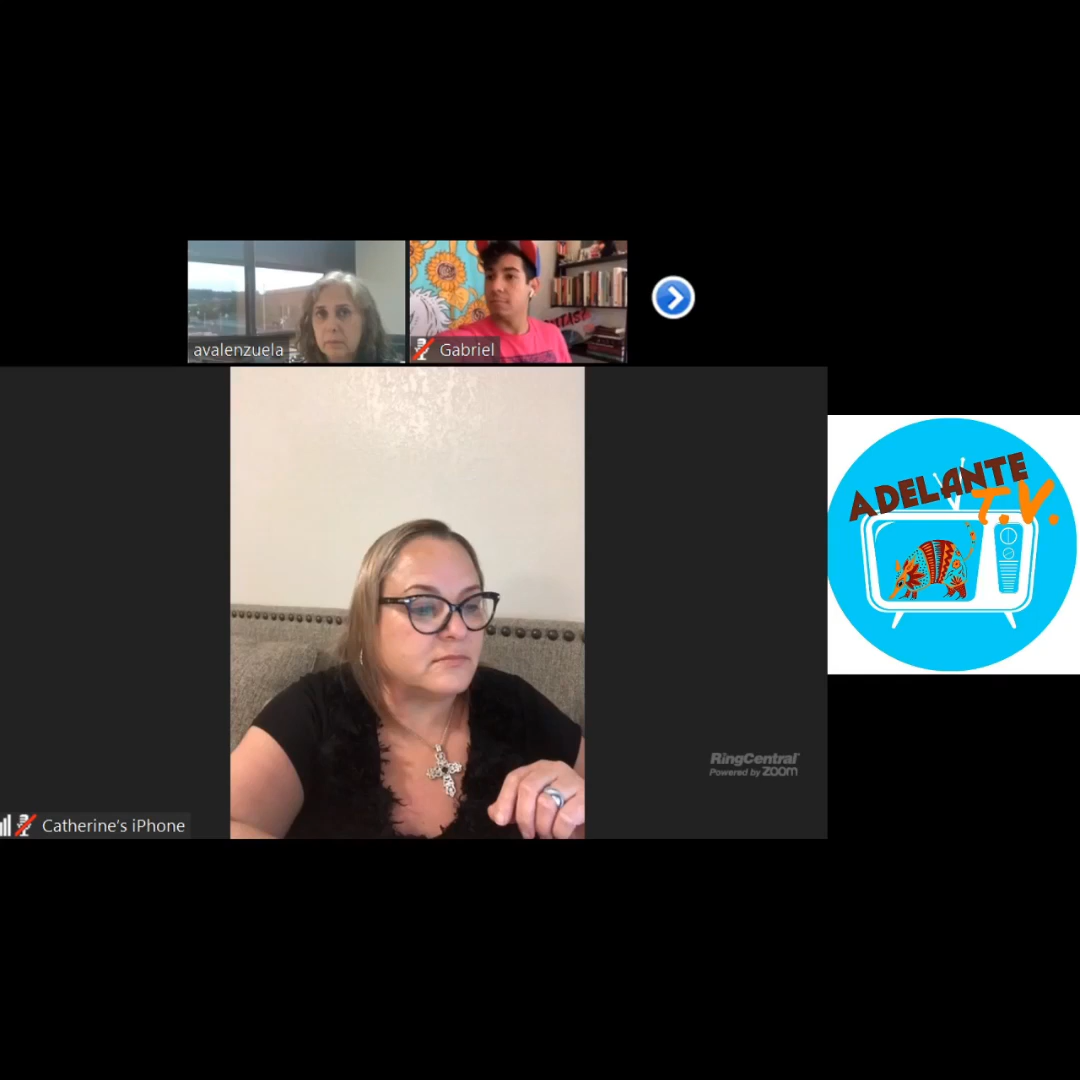 avalenzuela
Gabriel
ADELANTE
T.V.
RingCentral
Powered by zoom
Catherine's iPhone